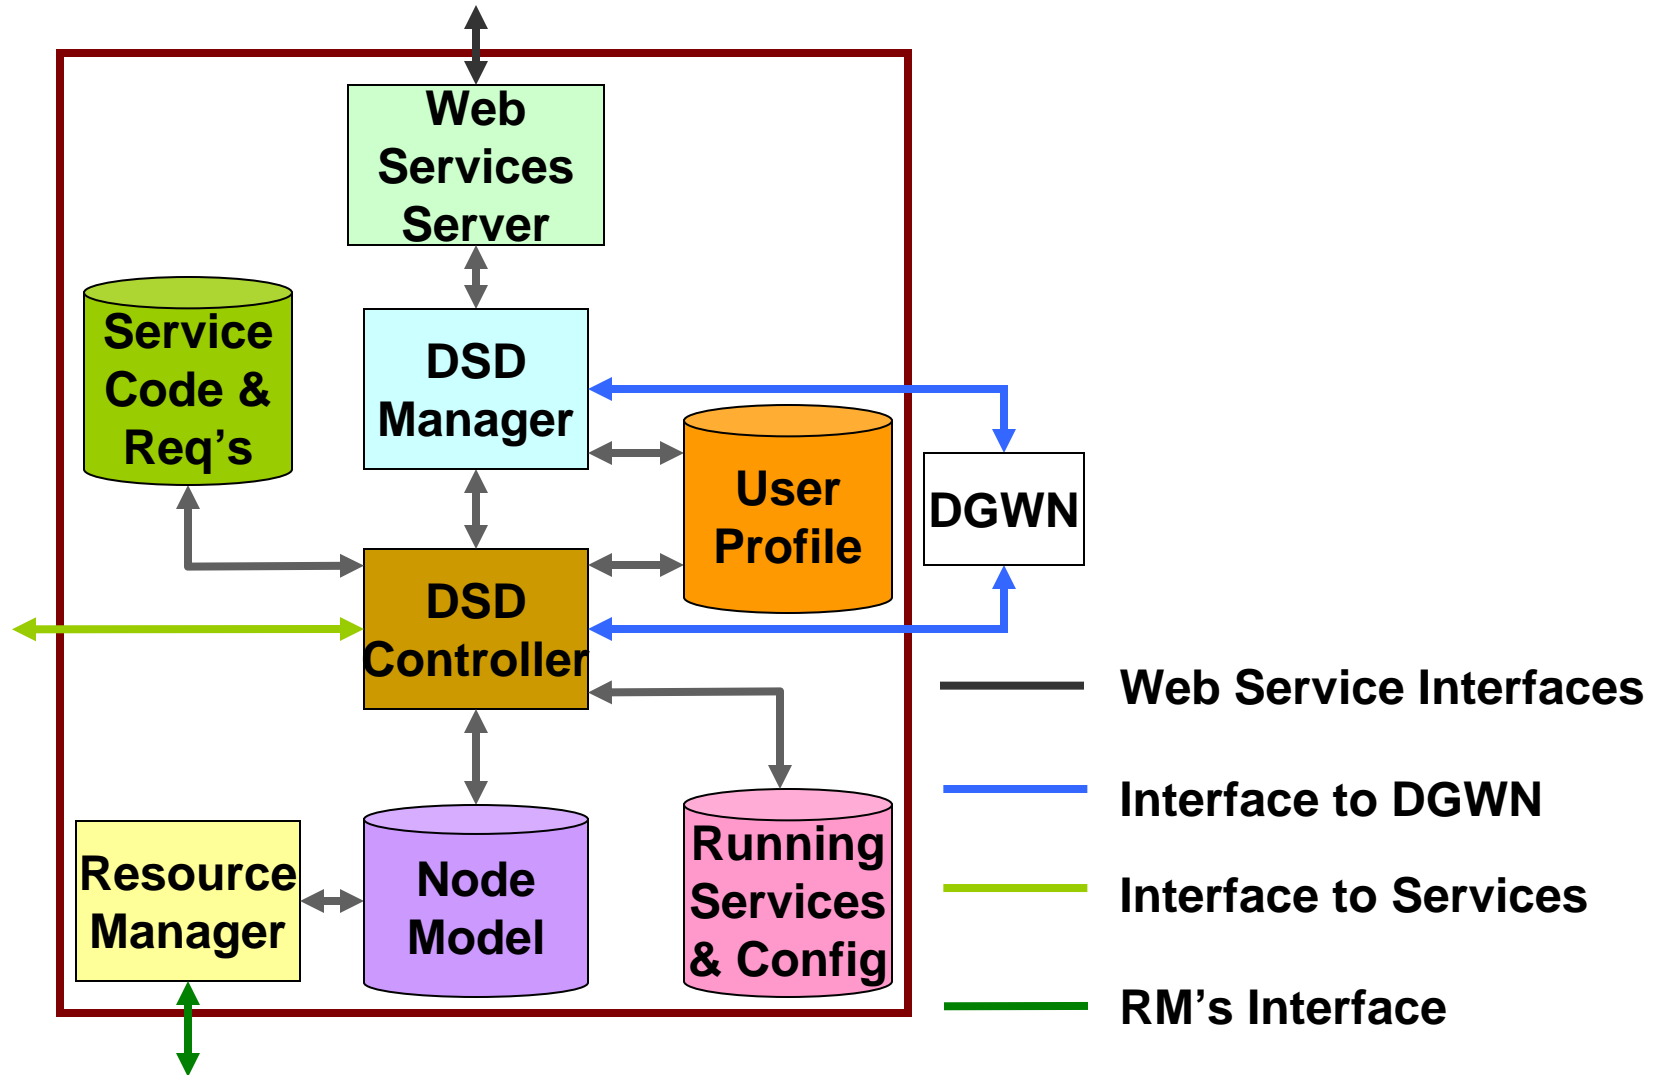 Web
Services
Server
Service
Code &
Req's
DSD
Manager
User
Profile
DGWN
DSD
Controller
Resource
Manager
Node
Model
Running
Services
& Config
Web Service Interfaces
Interface to DGWN
Interface to Services
RM's Interface